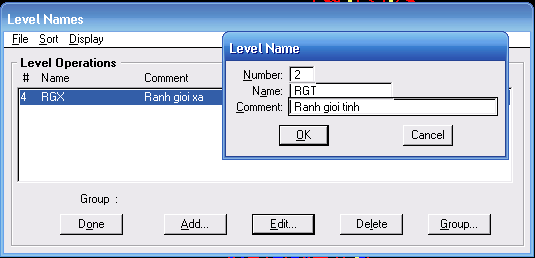 Level Names
File Sort Display
Level Operations
# Name Comment
4 RGX Ranh gioi xa
Group :
Done Add... Edit... Delete Group...
Level Name
Number: 2
Name: RGT
Comment: Ranh gioi tinh
OK Cancel